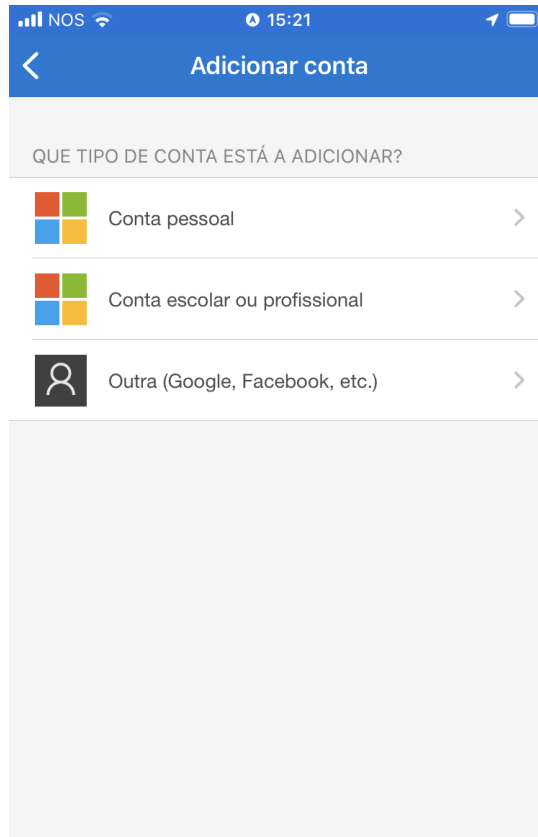 NOS 15:21
Adicionar conta
QUE TIPO DE CONTA ESTÁ A ADICIONAR?
Conta pessoal
Conta escolar ou profissional
Outra (Google, Facebook, etc.)